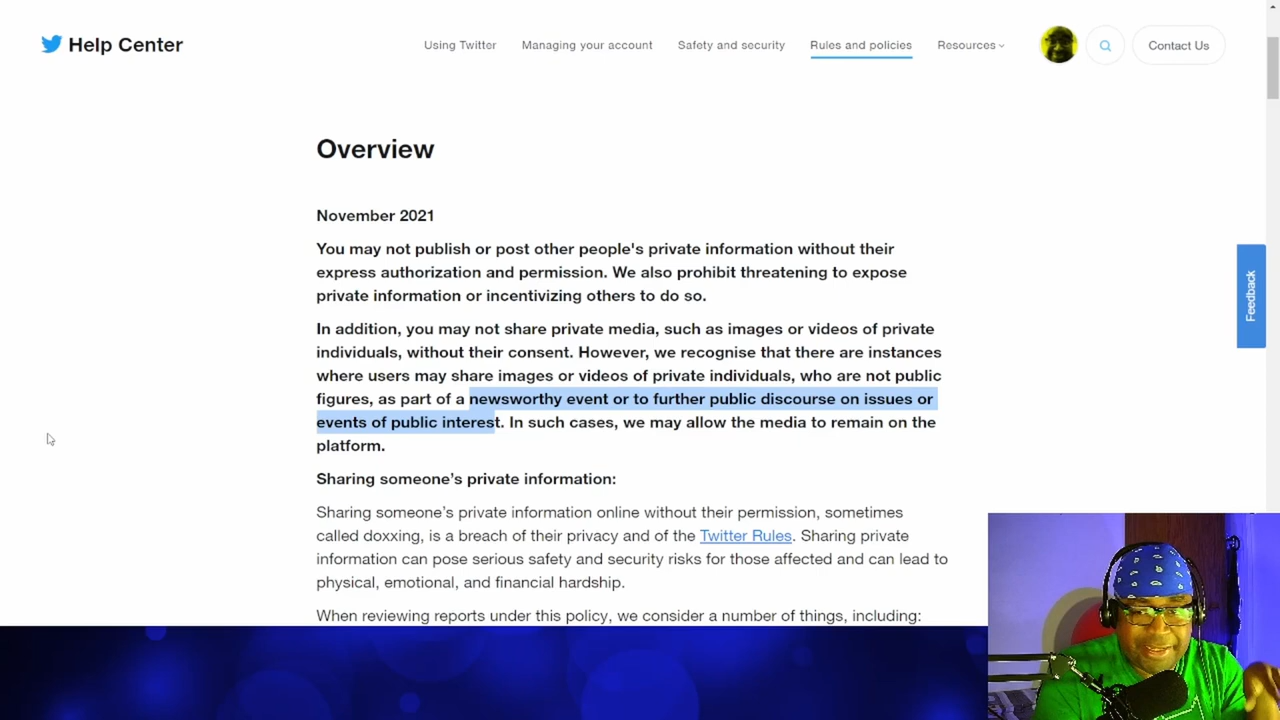 Help Center
Using Twitter Managing your account Safety and security Rules and policies Resources Contact Us
Overview
November 2021
You may not publish or post other people's private information without their
express authorization and permission. We also prohibit threatening to expose
private information or incentivizing others to do so.
In addition, you may not share private media, such as images or videos of private
individuals, without their consent. However, we recognise that there are instances
where users may share images or videos of private individuals, who are not public
figures, as part of a newsworthy event or to further public discourse on issues or
events of public interest. In such cases, we may allow the media to remain on the
platform.
Sharing someone’s private information:
Sharing someone’s private information online without their permission, sometimes
called doxxing, is a breach of their privacy and of the Twitter Rules. Sharing private
information can pose serious safety and security risks for those affected and can lead to
physical, emotional, and financial hardship.
When reviewing reports under this policy, we consider a number of things, including:
Feedback